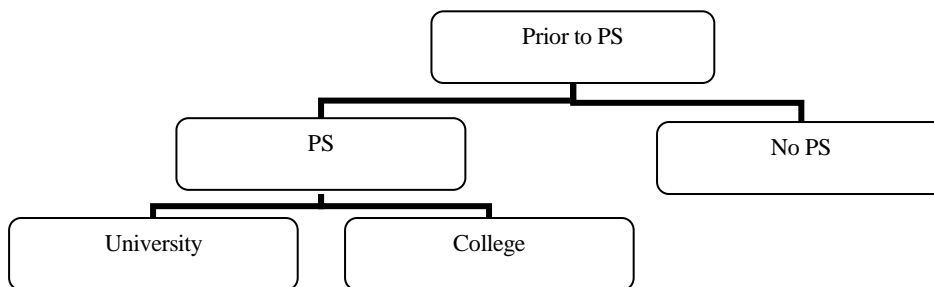 Prior to PS
PS
No PS
University
College